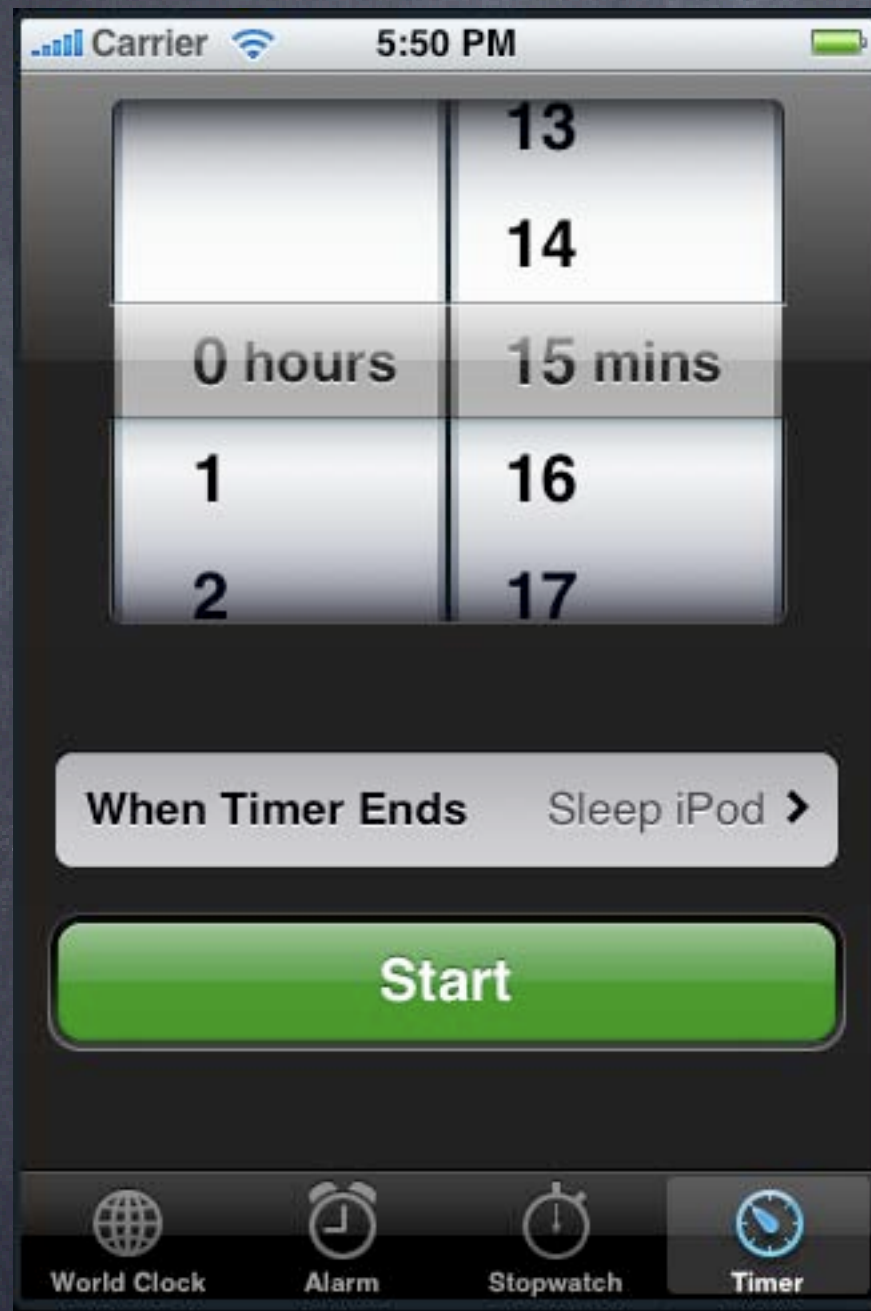 Carrier 5:50 PM
13
14
0 hours 15 mins
1 16
2 17
When Timer Ends Sleep iPod
Start
World Clock Alarm Stopwatch Timer